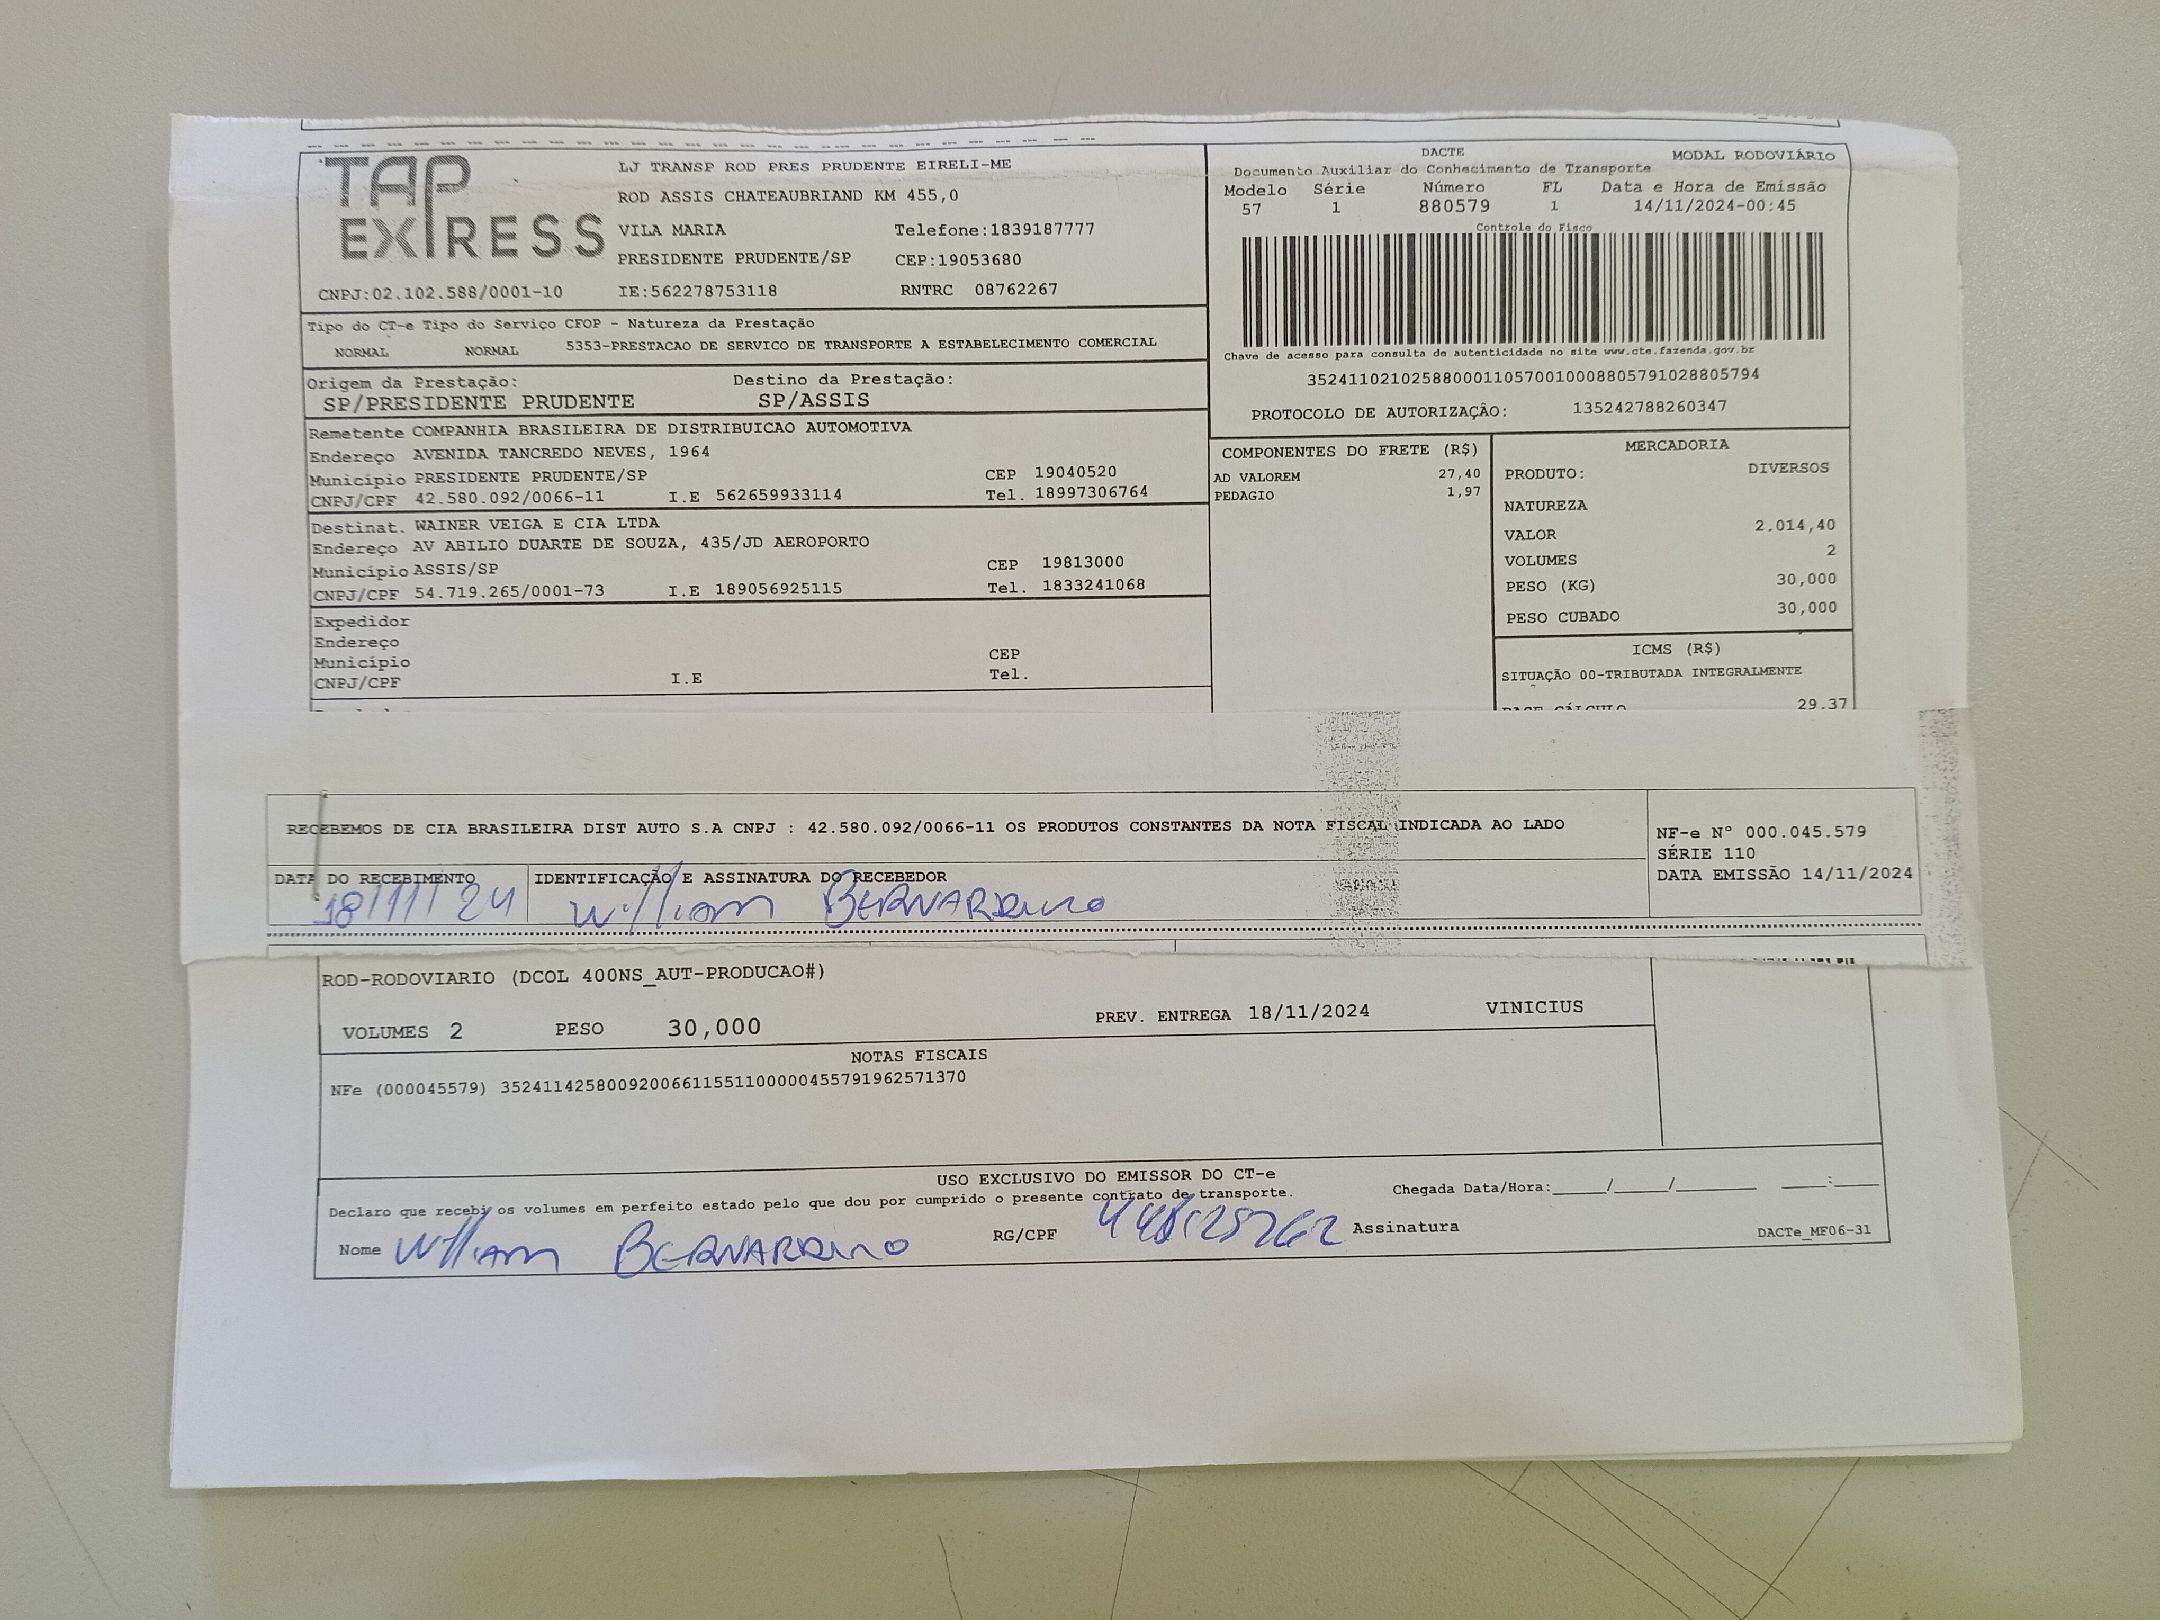 TAP EXPRESS
LJ TRANSP ROD PRES PRUDENTE EIRELI-ME
ROD ASSIS CHATEAUBRIAND KM 455,0
VILA MARIA Telefone:1839187777
PRESIDENTE PRUDENTE/SP CEP:19053680
CNPJ:02.102.588/0001-10 IE:562278753118 RNTRC 08762267
DACTE MODAL RODOVIÁRIO
Documento Auxiliar do Conhecimento de Transporte
Modelo Série Número FL Data e Hora de Emissão
57 1 880579 1 14/11/2024-00:45
Controle do Fisco
Chave de acesso para consulta de autenticidade no site www.cte.fazenda.gov.br
35241102102588000110570010008805791028805794
PROTOCOLO DE AUTORIZAÇÃO: 135242788260347
Tipo do CT-e Tipo do Serviço CFOP - Natureza da Prestação
NORMAL NORMAL 5353-PRESTACAO DE SERVICO DE TRANSPORTE A ESTABELECIMENTO COMERCIAL
Origem da Prestação: Destino da Prestação:
SP/PRESIDENTE PRUDENTE SP/ASSIS
Remetente COMPANHIA BRASILEIRA DE DISTRIBUICAO AUTOMOTIVA
Endereço AVENIDA TANCREDO NEVES, 1964
Município PRESIDENTE PRUDENTE/SP CEP 19040520
CNPJ/CPF 42.580.092/0066-11 I.E 562659933114 Tel. 18997306764
Destinat. WAINER VEIGA E CIA LTDA
Endereço AV ABILIO DUARTE DE SOUZA, 435/JD AEROPORTO
Município ASSIS/SP CEP 19813000
CNPJ/CPF 54.719.265/0001-73 I.E 189056925115 Tel. 1833241068
Expedidor
Endereço
Município CEP
CNPJ/CPF I.E Tel.
COMPONENTES DO FRETE (R$)
AD VALOREM 27,40
PEDAGIO 1,97
MERCADORIA
PRODUTO: DIVERSOS
NATUREZA
VALOR 2.014,40
VOLUMES 2
PESO (KG) 30,000
PESO CUBADO 30,000
ICMS (R$)
SITUAÇÃO 00-TRIBUTADA INTEGRALMENTE
BASE CÁLCULO 29,37
RECEBEMOS DE CIA BRASILEIRA DIST AUTO S.A CNPJ : 42.580.092/0066-11 OS PRODUTOS CONSTANTES DA NOTA FISCAL INDICADA AO LADO
NF-e Nº 000.045.579
SÉRIE 110
DATA EMISSÃO 14/11/2024
DATA DO RECEBIMENTO IDENTIFICAÇÃO E ASSINATURA DO RECEBEDOR
18/11/24 William BERNARDINO
ROD-RODOVIARIO (DCOL 400NS_AUT-PRODUCAO#)
VOLUMES 2 PESO 30,000 PREV. ENTREGA 18/11/2024 VINICIUS
NOTAS FISCAIS
NFe (000045579) 35241142580092006611551100000455791962571370
USO EXCLUSIVO DO EMISSOR DO CT-e
Declaro que recebi os volumes em perfeito estado pelo que dou por cumprido o presente contrato de transporte. Chegada Data/Hora:____/____/______ ____:____
Nome William BERNARDINO RG/CPF Assinatura DACTe_MF06-31